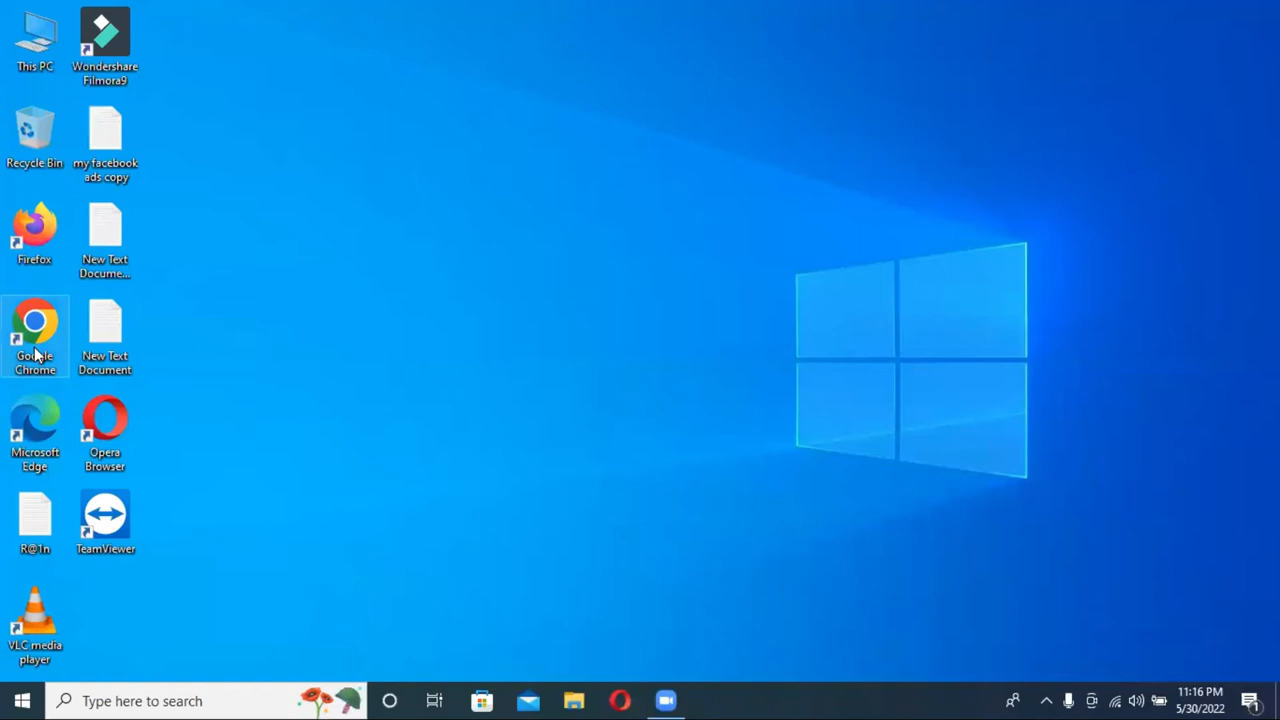 This PC
Wondershare
Filmora9
Recycle Bin
my facebook
ads copy
Firefox
New Text
Docume...
Google
Chrome
New Text
Document
Microsoft
Edge
Opera
Browser
R@1n
TeamViewer
VLC media
player
Type here to search
11:16 PM
5/30/2022
1